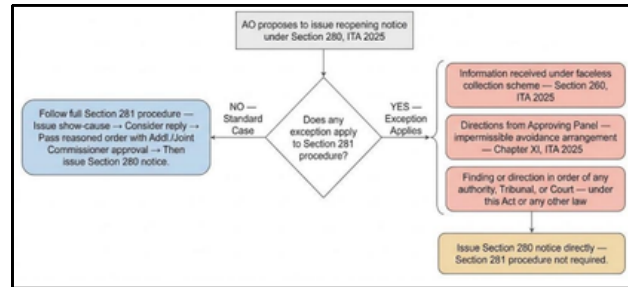 AO proposes to issue reopening notice
under Section 280, ITA 2025
NO —
Standard
Case
Does any
exception apply
to Section 281
procedure?
YES —
Exception
Applies
Follow full Section 281 procedure —
Issue show-cause → Consider reply →
Pass reasoned order with Addl./Joint
Commissioner approval → Then
issue Section 280 notice.
Information received under faceless
collection scheme — Section 260,
ITA 2025
Directions from Approving Panel —
impermissible avoidance arrangement
— Chapter XI, ITA 2025
Finding or direction in order of any
authority, Tribunal, or Court — under
this Act or any other law
Issue Section 280 notice directly —
Section 281 procedure not required.